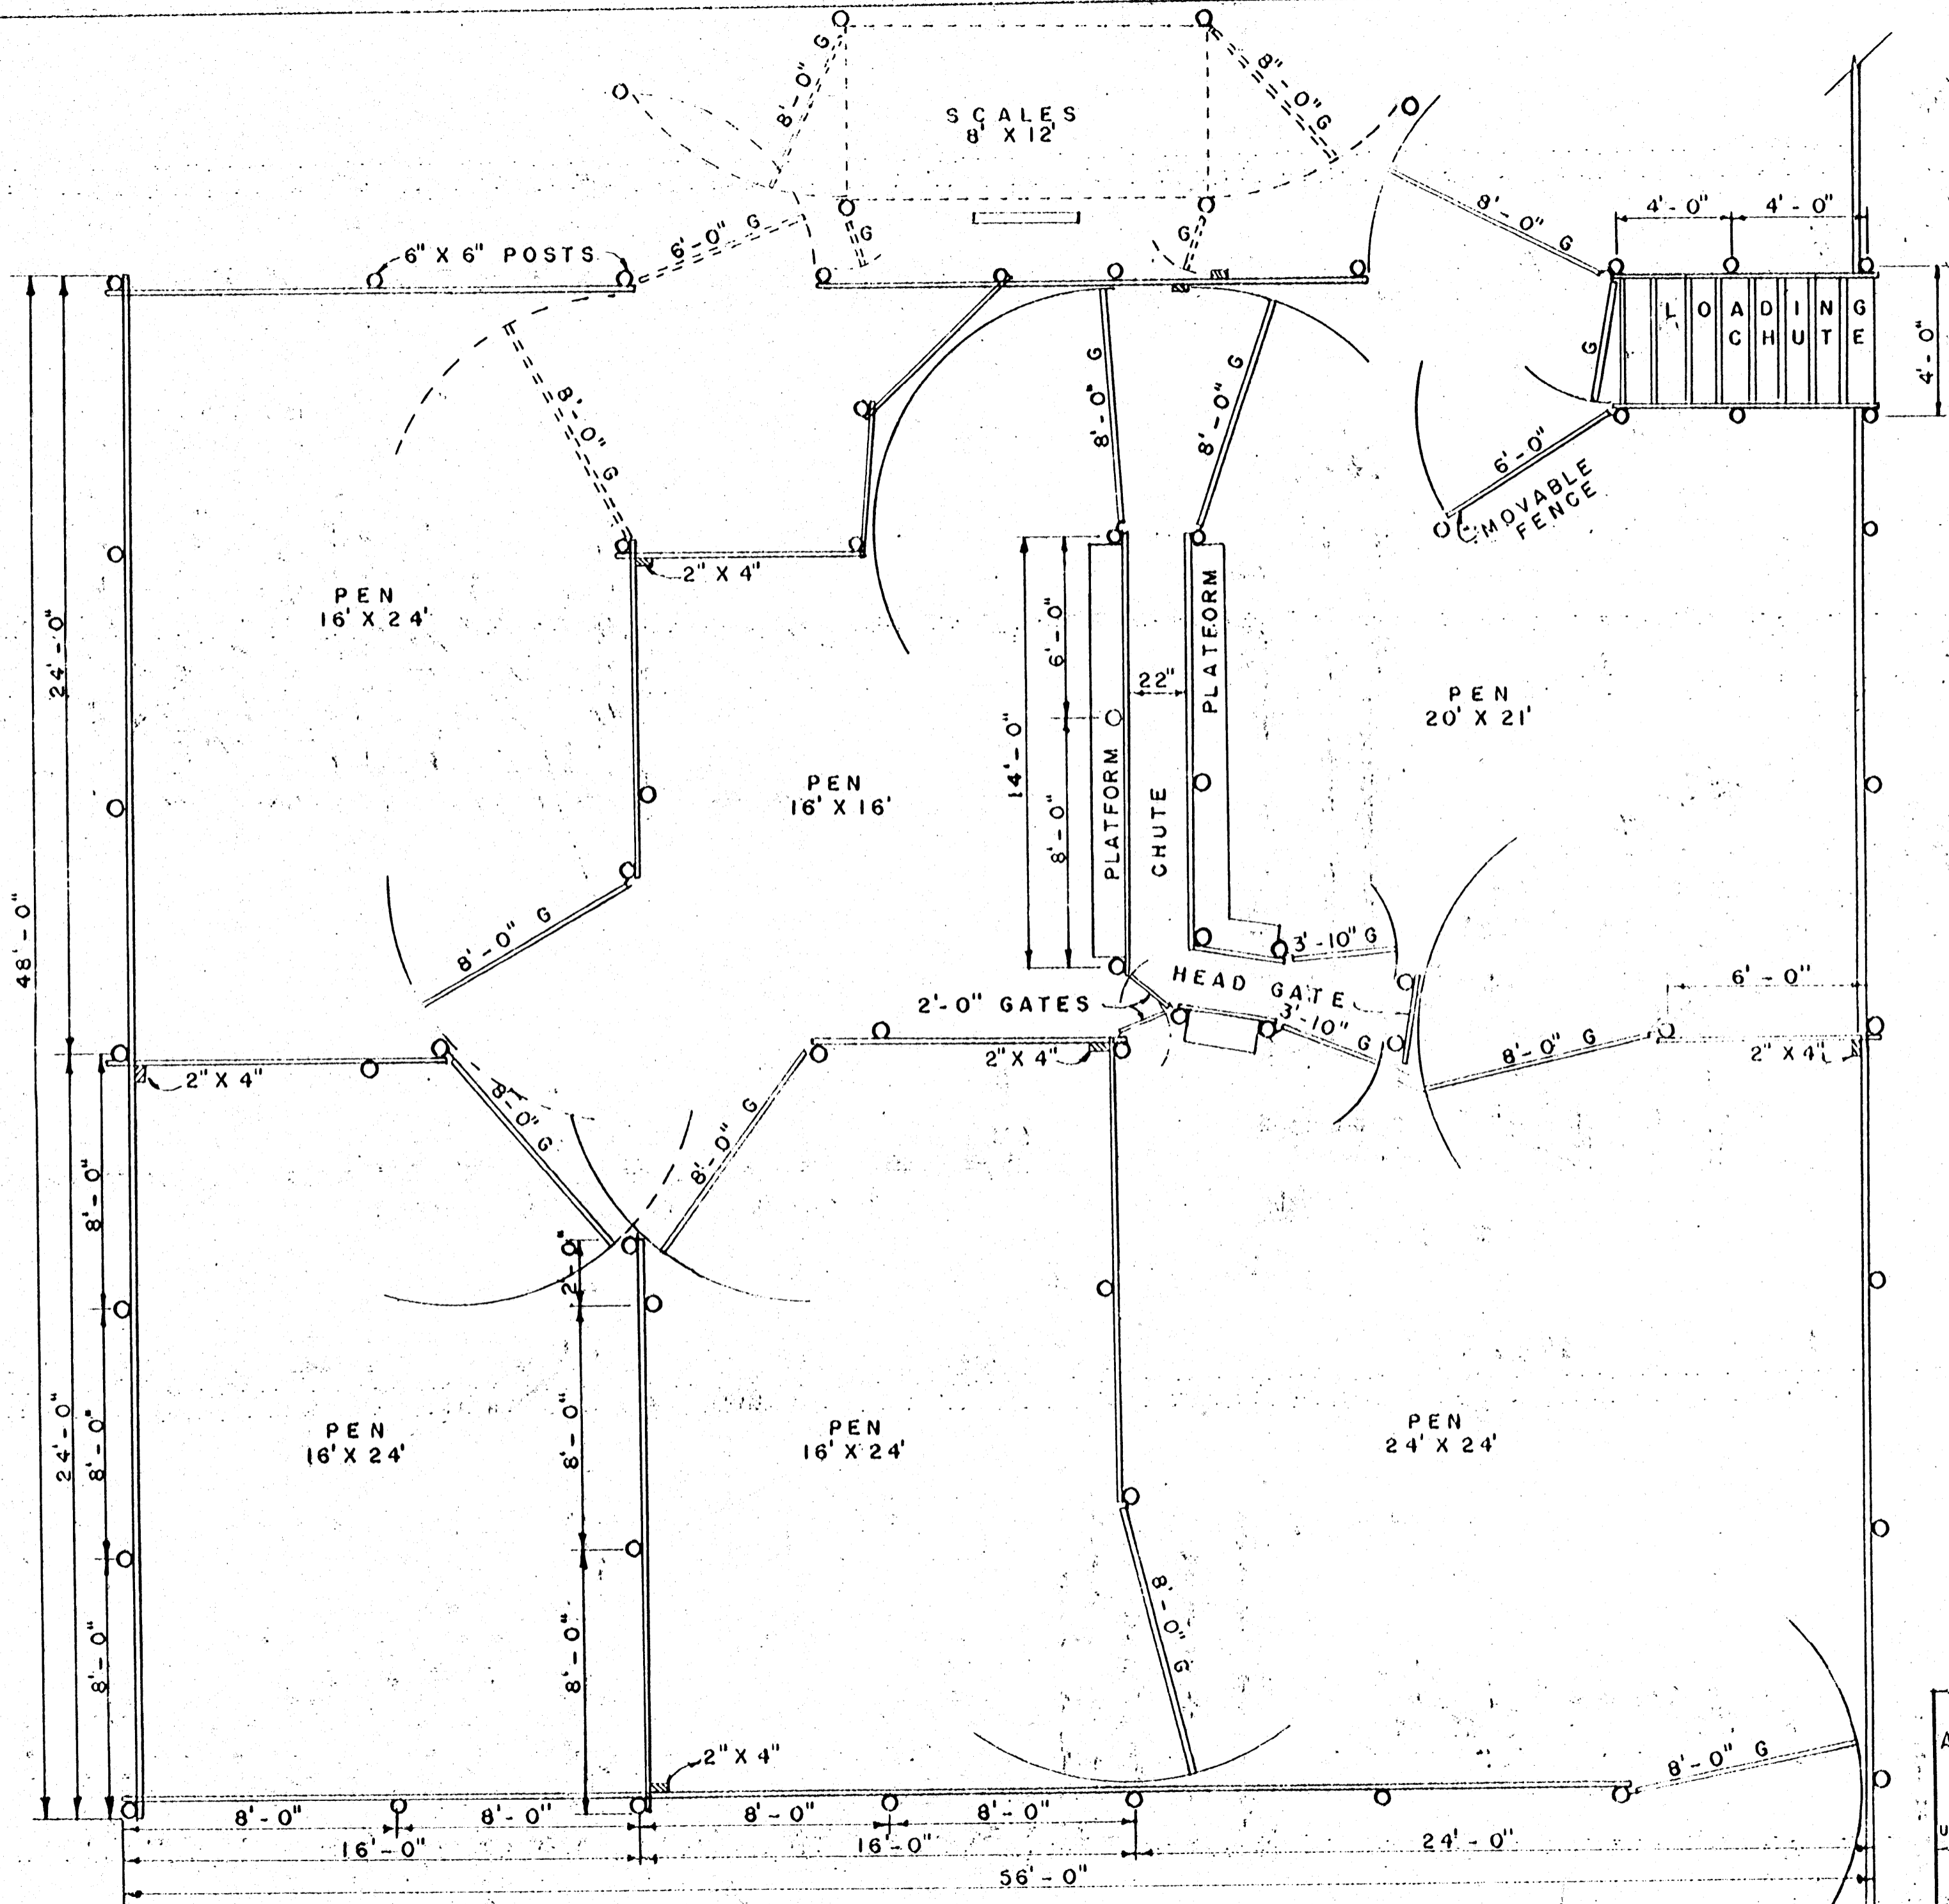 8'-0" G
8"-0" G
SCALES
8' X 12'
6'-0" G
G
G
8'-0" G
4'-0"
4'-0"
6" X 6" POSTS
LOADING
CHUTE
4'-0"
G
8'-0" G
8'-0" G
8'-0" G
6'-0"
MOVABLE
FENCE
2" X 4"
PEN
16' X 24'
24'-0"
6'-0"
PLATFORM
22"
PEN
20' X 21'
14'-0"
PEN
16' X 16'
8'-0"
PLATFORM
CHUTE
48'-0"
8'-0" G
3'-10" G
HEAD GATE
6'-0"
2'-0" GATES
3'-10" G
8'-0" G
2" X 4"
2" X 4"
2" X 4"
8'-0" G
8'-0" G
8'-0"
2'-0"
24'-0"
8'-0"
8'-0"
PEN
16' X 24'
PEN
16' X 24'
PEN
24' X 24'
8'-0"
8'-0"
8'-0" G
2" X 4"
8'-0" G
8'-0"
8'-0"
8'-0"
8'-0"
16'-0"
16'-0"
24'-0"
56'-0"